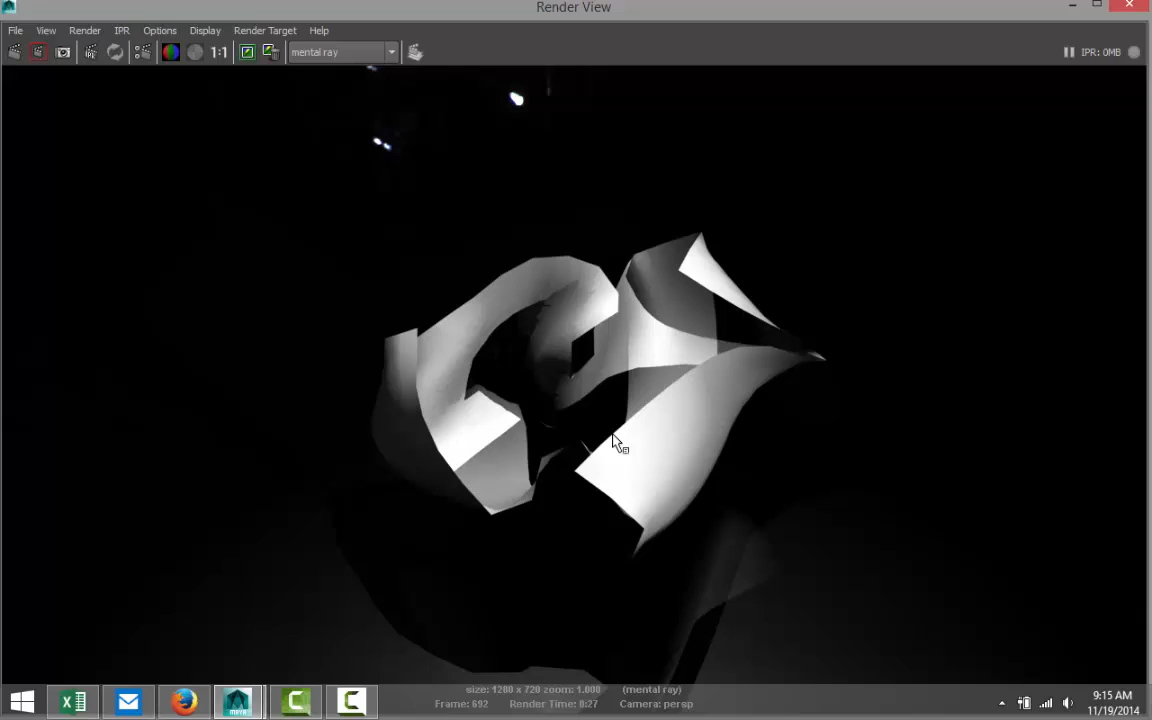 Render View
File View Render IPR Options Display Render Target Help
1:1 mental ray IPR: 0MB
size: 1280 x 720 zoom: 1.000 (mental ray)
Frame: 692 Render Time: 0:27 Camera: persp
MAYA
9:15 AM
11/19/2014